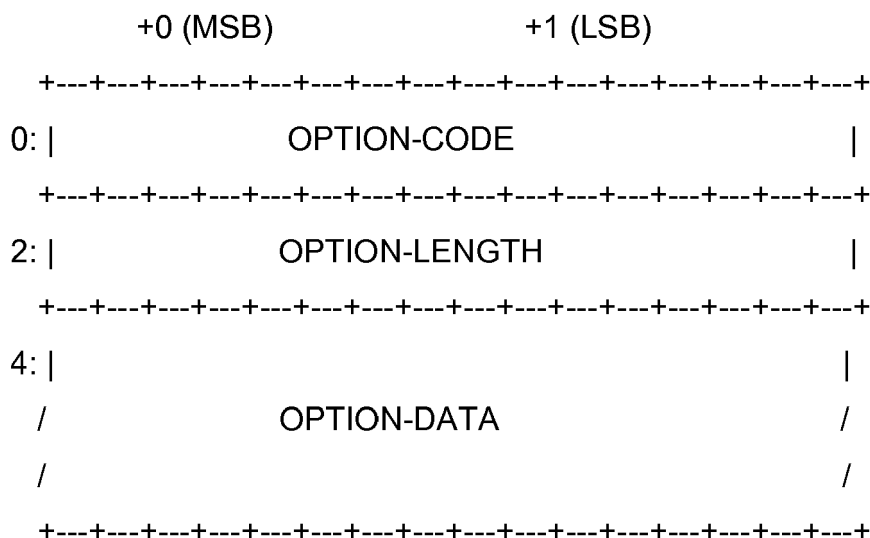 +0 (MSB) +1 (LSB)
+---+---+---+---+---+---+---+---+---+---+---+---+---+---+---+---+
0: | OPTION-CODE |
+---+---+---+---+---+---+---+---+---+---+---+---+---+---+---+---+
2: | OPTION-LENGTH |
+---+---+---+---+---+---+---+---+---+---+---+---+---+---+---+---+
4: | |
/ OPTION-DATA /
/ /
+---+---+---+---+---+---+---+---+---+---+---+---+---+---+---+---+